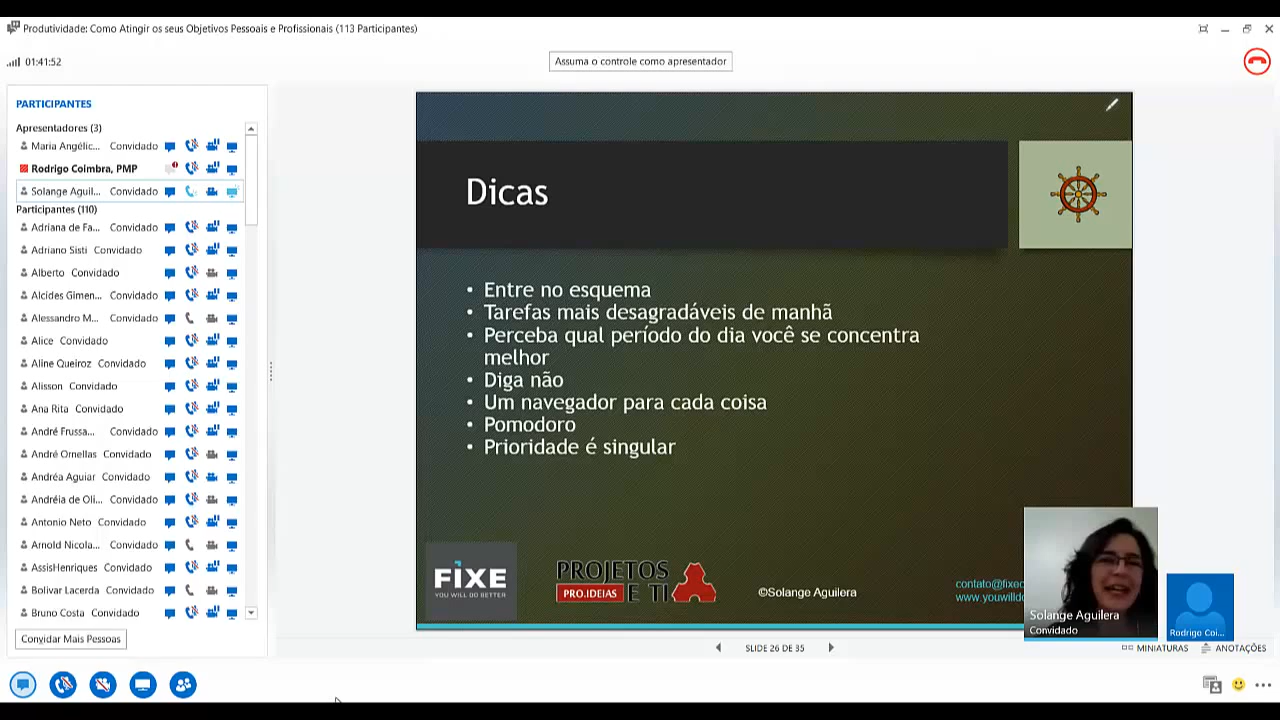 Produtividade: Como Atingir os seus Objetivos Pessoais e Profissionais (113 Participantes)
01:41:52
Assuma o controle como apresentador
PARTICIPANTES
Apresentadores (3)
Maria Angélic... Convidado
Rodrigo Coimbra, PMP
Solange Aguil... Convidado
Participantes (110)
Adriana de Fa... Convidado
Adriano Sisti Convidado
Alberto Convidado
Alcides Gimen... Convidado
Alessandro M... Convidado
Alice Convidado
Aline Queiroz Convidado
Alisson Convidado
Ana Rita Convidado
André Frussa... Convidado
André Ornellas Convidado
Andréa Aguiar Convidado
Andréia de Oli... Convidado
Antonio Neto Convidado
Arnold Nicola... Convidado
AssisHenriques Convidado
Bolivar Lacerda Convidado
Bruno Costa Convidado
Convidar Mais Pessoas
Dicas
• Entre no esquema
• Tarefas mais desagradáveis de manhã
• Perceba qual período do dia você se concentra
melhor
• Diga não
• Um navegador para cada coisa
• Pomodoro
• Prioridade é singular
FIXE
YOU WILL DO BETTER
PROJETOS
PRO.IDEIAS E TI
©Solange Aguilera
contato@fixec
www.youwilldo
Solange Aguilera
Convidado
Rodrigo Coi...
SLIDE 26 DE 35
MINIATURAS
ANOTAÇÕES